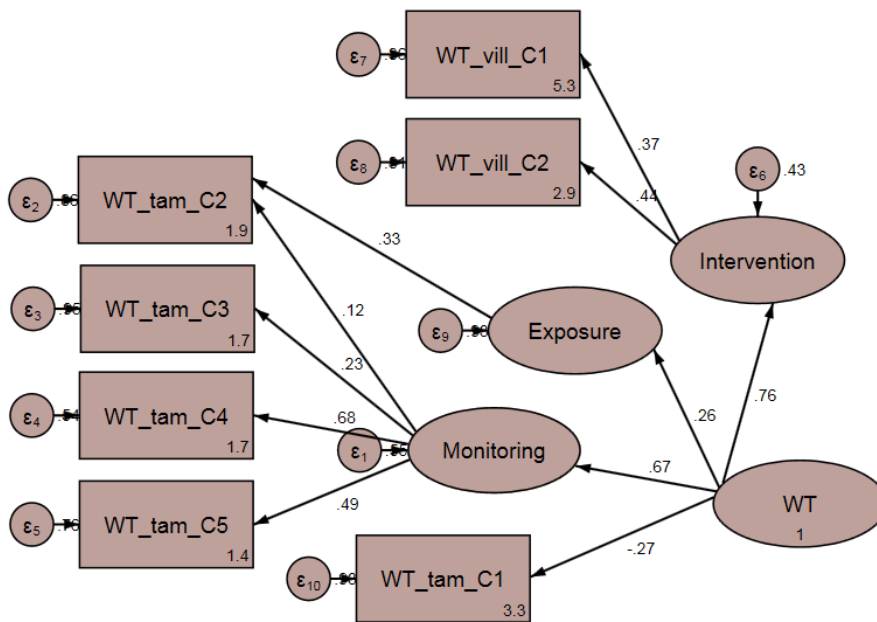 ε7
WT_vill_C1
5.3
.37
ε8
WT_vill_C2
2.9
.44
ε6
.43
Intervention
ε2
WT_tam_C2
1.9
.33
.12
ε3
WT_tam_C3
1.7
.23
ε9
Exposure
.26
.76
ε4
WT_tam_C4
1.7
.68
ε1
Monitoring
.67
WT
1
ε5
WT_tam_C5
1.4
.49
-.27
ε10
WT_tam_C1
3.3